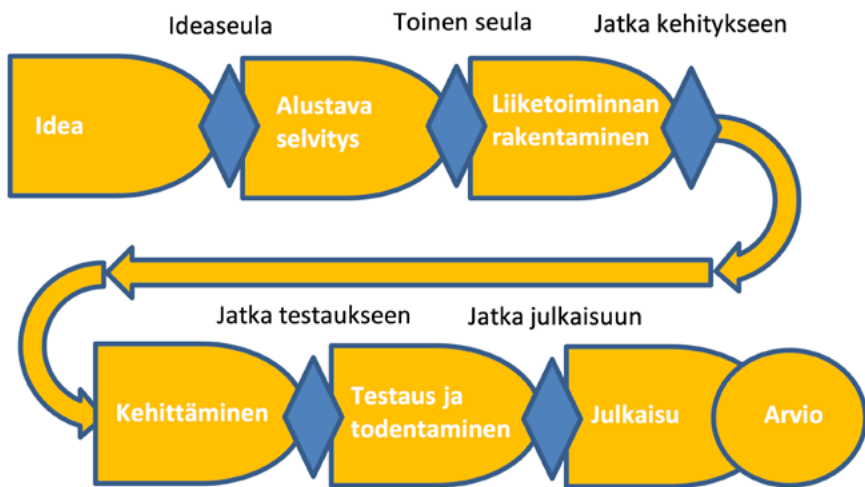 Ideaseula
Toinen seula
Jatka kehitykseen
Idea
Alustava
selvitys
Liiketoiminnan
rakentaminen
Jatka testaukseen
Jatka julkaisuun
Kehittäminen
Testaus ja
todentaminen
Julkaisu
Arvio